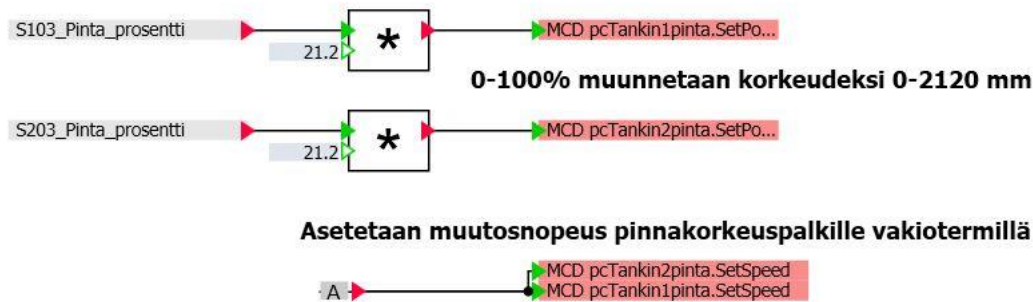 S103_Pinta_prosentti
*
MCD pcTankin1pinta.SetPo...
21.2
0-100% muunnetaan korkeudeksi 0-2120 mm
S203_Pinta_prosentti
*
MCD pcTankin2pinta.SetPo...
21.2
Asetetaan muutosnopeus pinnakorkeuspalkille vakiotermillä
MCD pcTankin2pinta.SetSpeed
A
MCD pcTankin1pinta.SetSpeed